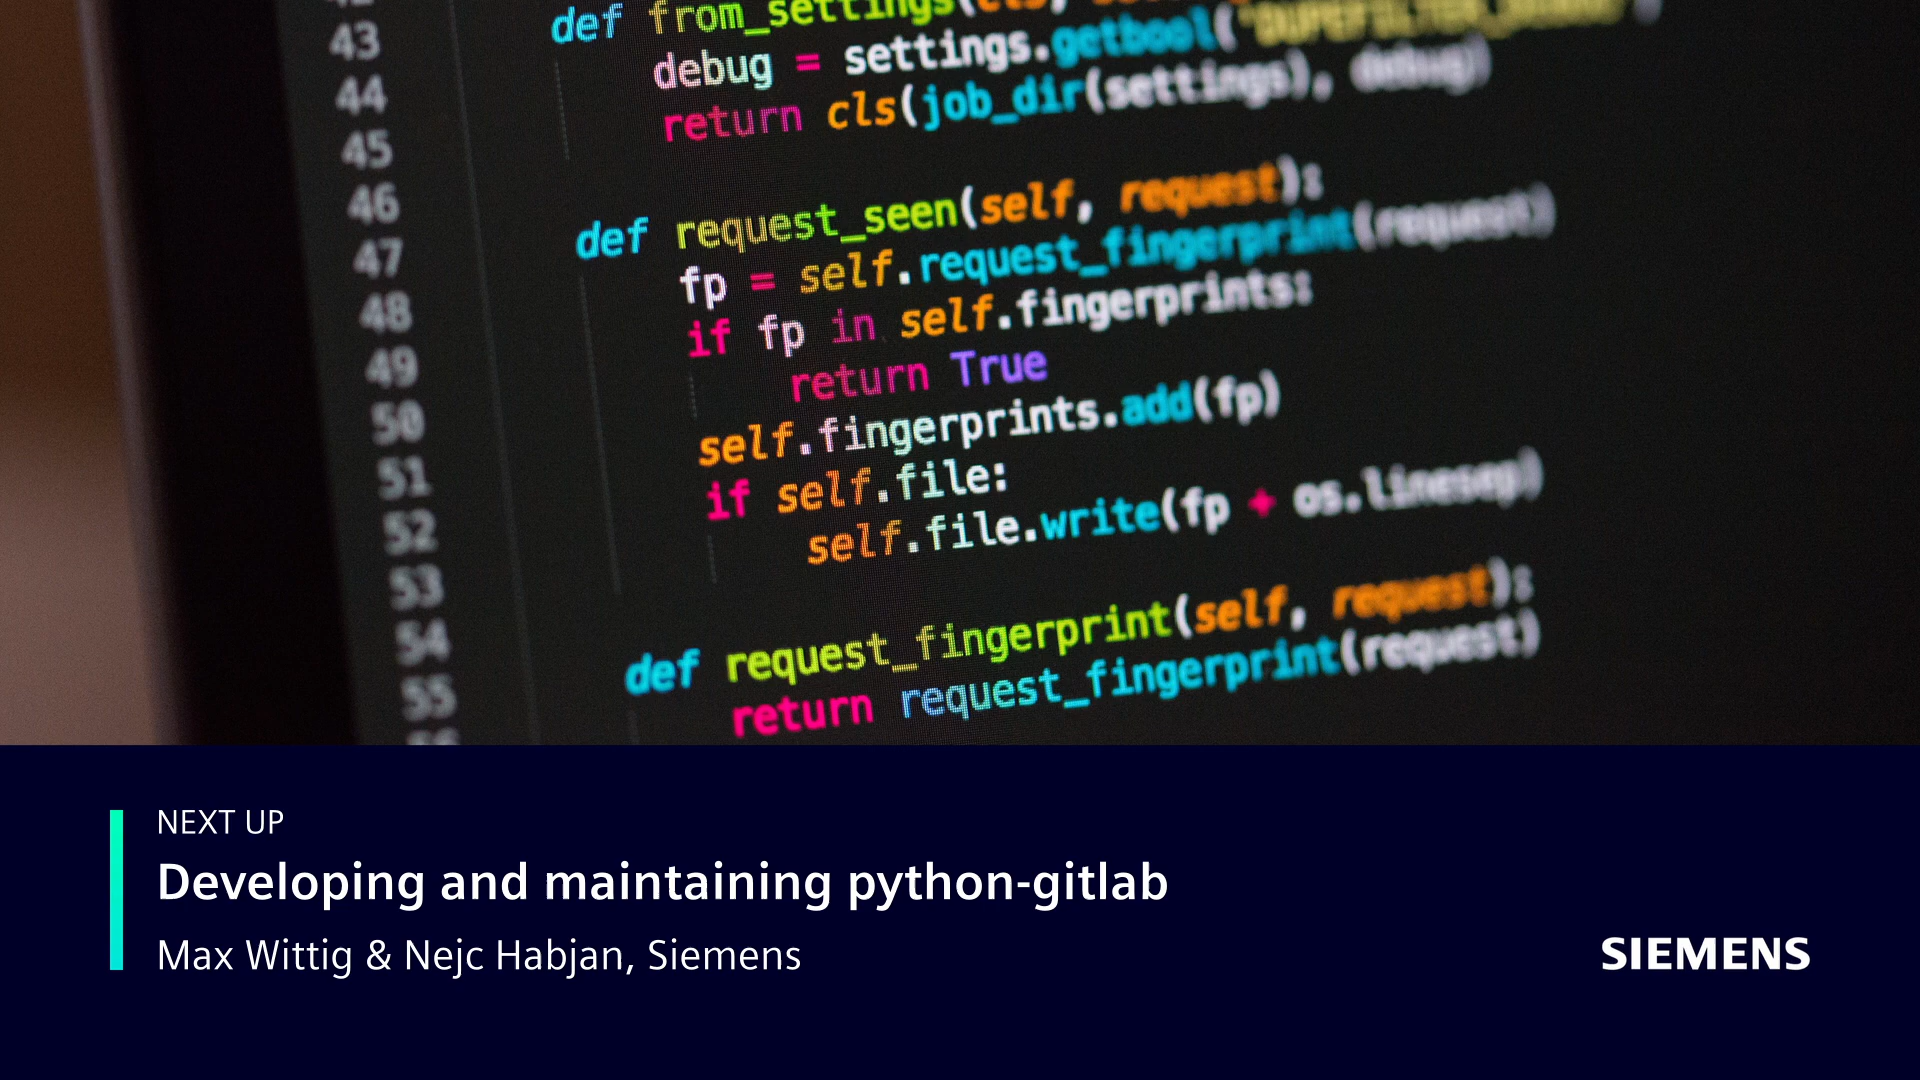 43 def from_settings(cls,
44 debug = settings.getbool('DUPEFILTER_DEBUG')
45 return cls(job_dir(settings), debug)
46
47 def request_seen(self, request):
48 fp = self.request_fingerprint(request)
49 if fp in self.fingerprints:
50 return True
51 self.fingerprints.add(fp)
52 if self.file:
53 self.file.write(fp + os.linesep)
54
55 def request_fingerprint(self, request):
return request_fingerprint(request)
NEXT UP
Developing and maintaining python-gitlab
Max Wittig & Nejc Habjan, Siemens
SIEMENS